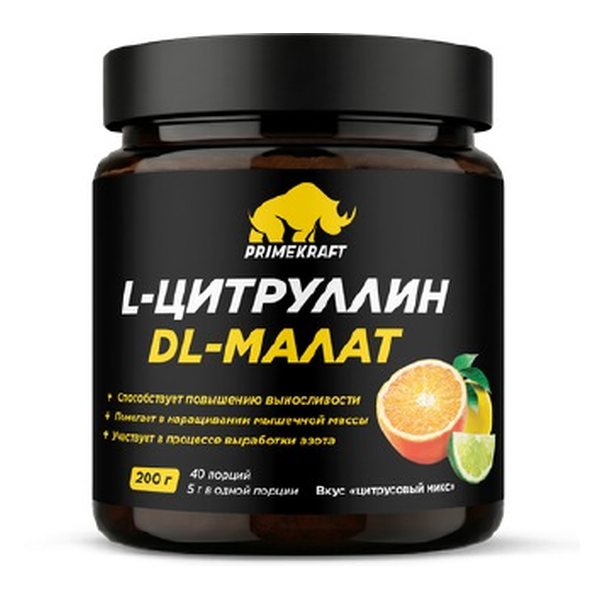 PRIMEKRAFT
L-ЦИТРУЛЛИН
DL-МАЛАТ
+ Способствует повышению выносливости
+ Помогает в наращивании мышечной массы
+ Участвует в процессе выработки азота
200 г
40 порций
5 г в одной порции
Вкус «цитрусовый микс»